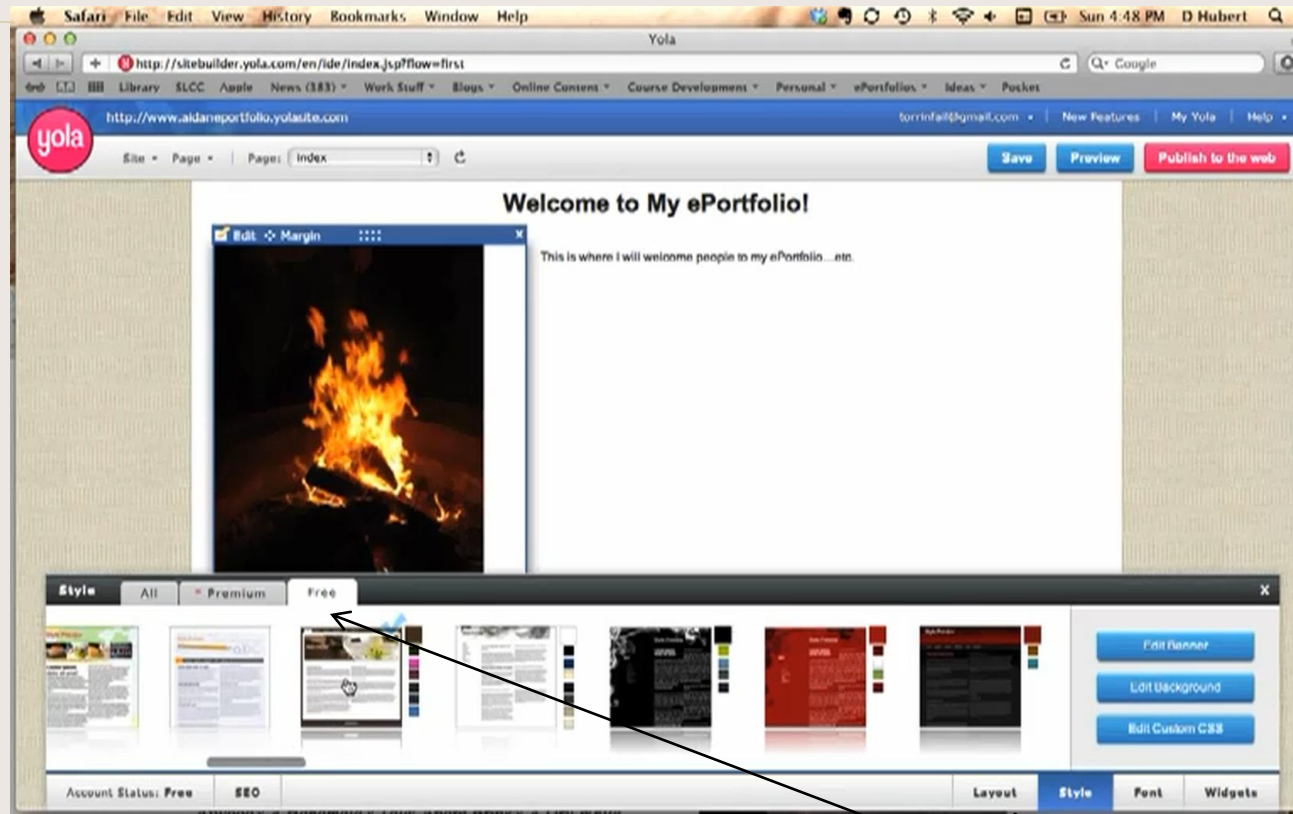 Safari File Edit View History Bookmarks Window Help Sun 4:48 PM D Hubert
Yola
http://sitebuilder.yola.com/en/ide/index.jsp?flow=first Google
Library SLCC Apple News (383) Work Stuff Blogs Online Content Course Development Personal ePortfolios Ideas Pocket
yola
http://www.aidaneportfolio.yolasite.com torrinfail@gmail.com New Features My Yola Help
Site Page Page: Index Save Preview Publish to the web
Welcome to My ePortfolio!
Edit Margin x
This is where I will welcome people to my ePortfolio....etc.
Style All Premium Free x
Edit Banner
Edit Background
Edit Custom CSS
Account Status: Free SEO Layout Style Font Widgets